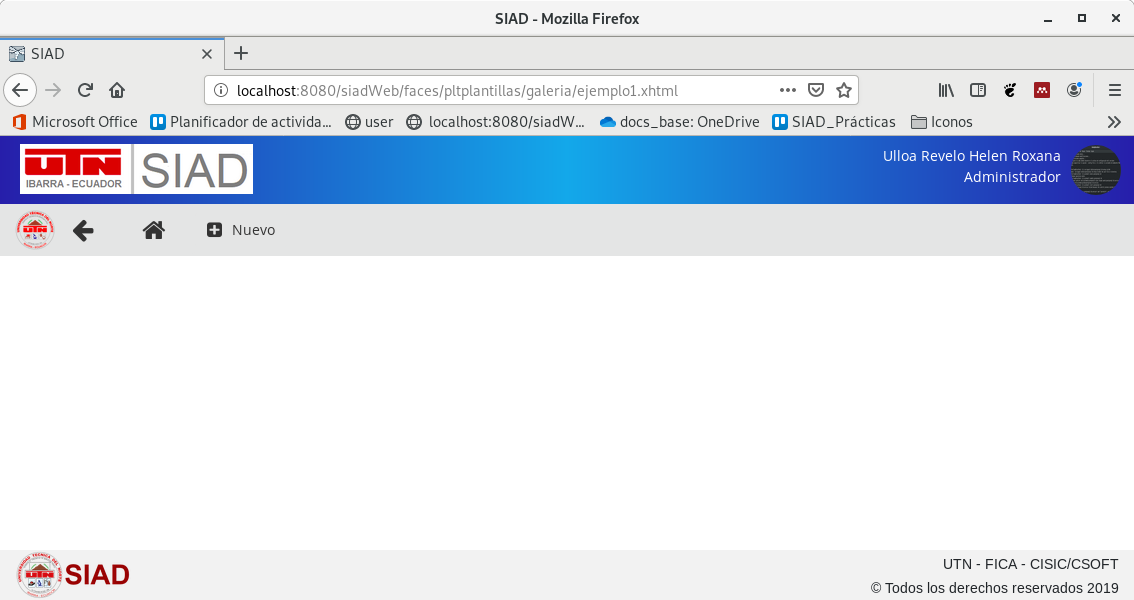 SIAD - Mozilla Firefox
SIAD
localhost:8080/siadWeb/faces/pltplantillas/galeria/ejemplo1.xhtml
Microsoft Office Planificador de activida... user localhost:8080/siadW... docs_base: OneDrive SIAD_Prácticas Iconos
UTN
IBARRA - ECUADOR
SIAD
Ulloa Revelo Helen Roxana
Administrador
UTN
Nuevo
UTN
SIAD
UTN - FICA - CISIC/CSOFT
© Todos los derechos reservados 2019